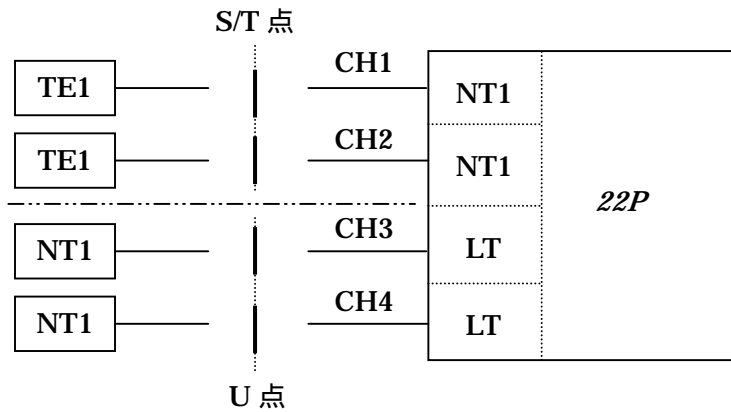 S/T 点
TE1
CH1
NT1
TE1
CH2
NT1
22P
NT1
CH3
LT
NT1
CH4
LT
U 点